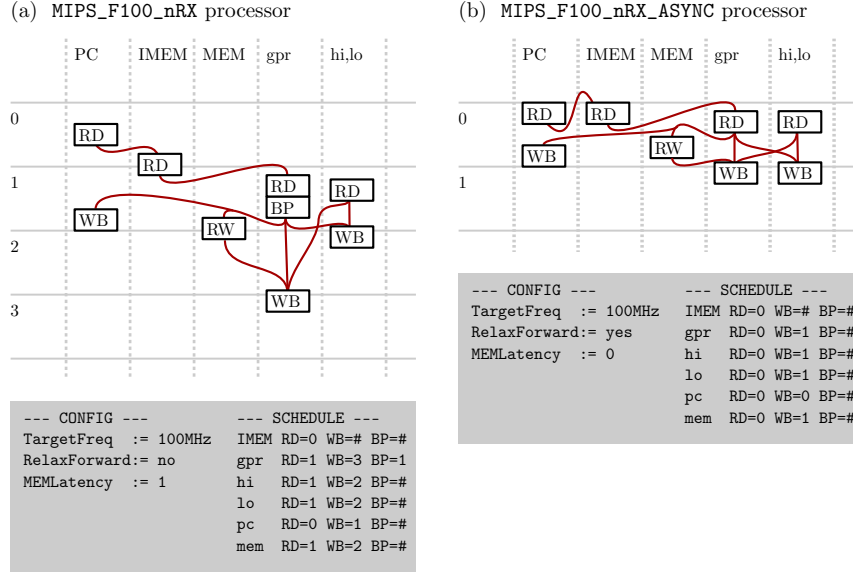 (a) MIPS_F100_nRX processor
PC IMEM MEM gpr hi,lo
0
RD
RD
1
RD
RD
BP
WB
RW
WB
2
WB
3
--- CONFIG ---
TargetFreq := 100MHz
RelaxForward:= no
MEMLatency := 1
--- SCHEDULE ---
IMEM RD=0 WB=# BP=#
gpr RD=1 WB=3 BP=1
hi RD=1 WB=2 BP=#
lo RD=1 WB=2 BP=#
pc RD=0 WB=1 BP=#
mem RD=1 WB=2 BP=#
(b) MIPS_F100_nRX_ASYNC processor
PC IMEM MEM gpr hi,lo
0
RD RD
RD RD
WB
RW
1
WB WB
--- CONFIG ---
TargetFreq := 100MHz
RelaxForward:= yes
MEMLatency := 0
--- SCHEDULE ---
IMEM RD=0 WB=# BP=#
gpr RD=0 WB=1 BP=#
hi RD=0 WB=1 BP=#
lo RD=0 WB=1 BP=#
pc RD=0 WB=0 BP=#
mem RD=0 WB=1 BP=#